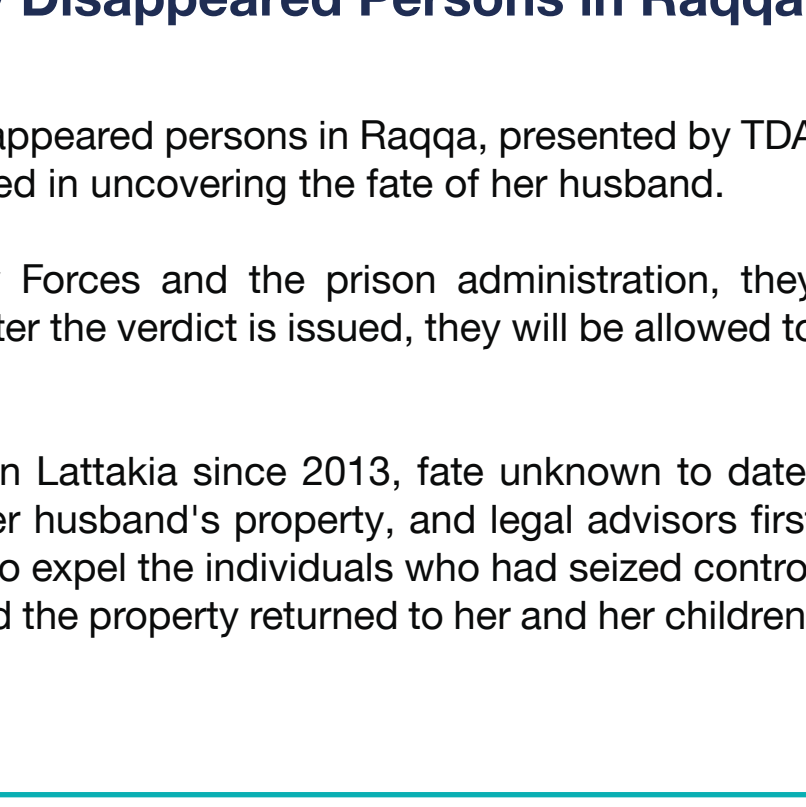 Disappeared Persons in Raqqa
appeared persons in Raqqa, presented by TDA
ed in uncovering the fate of her husband.
Forces and the prison administration, they
ter the verdict is issued, they will be allowed to
n Lattakia since 2013, fate unknown to date
er husband's property, and legal advisors first
o expel the individuals who had seized contro
d the property returned to her and her children